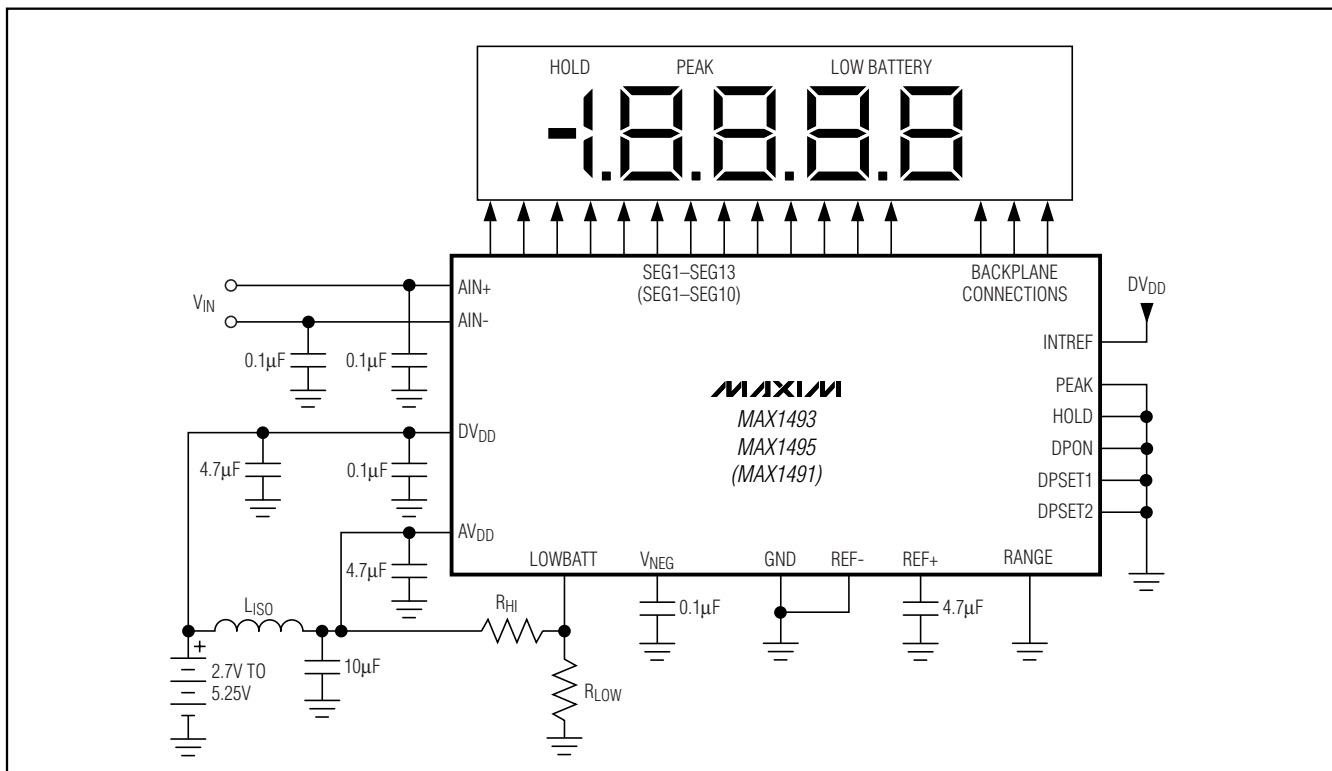 HOLD PEAK LOW BATTERY
-1.8.8.8.8
SEG1–SEG13
(SEG1–SEG10)
BACKPLANE
CONNECTIONS
DVDD
VIN
AIN+
AIN-
0.1µF 0.1µF
INTREF
PEAK
HOLD
DPON
DPSET1
DPSET2
MAXIM
MAX1493
MAX1495
(MAX1491)
DVDD
4.7µF 0.1µF
AVDD
4.7µF
LOWBATT VNEG GND REF- REF+ RANGE
LISO
RHI
0.1µF 4.7µF
+
2.7V TO
5.25V
10µF
RLOW